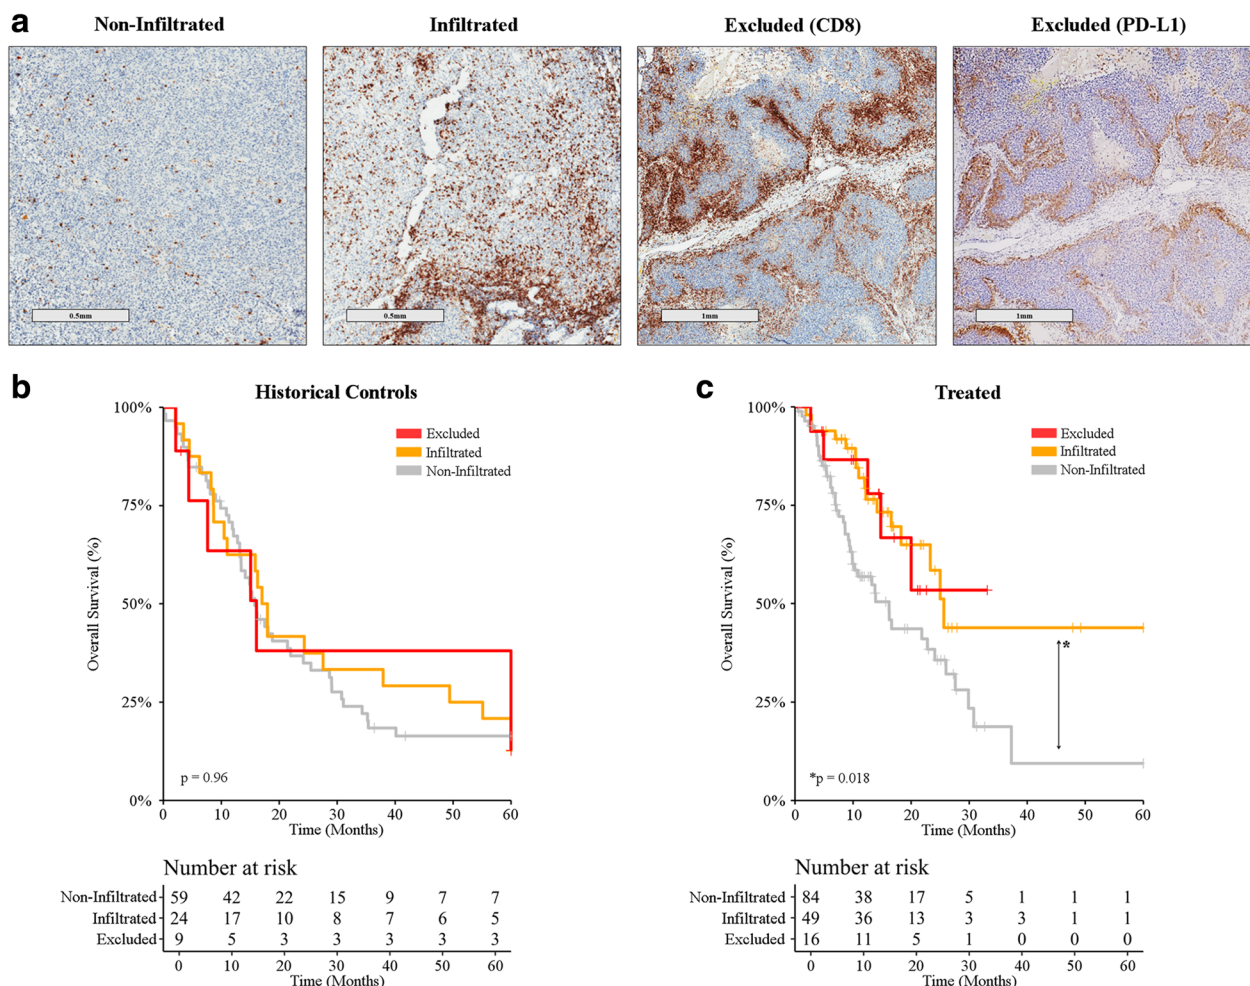 a
Non-Infiltrated
Infiltrated
Excluded (CD8)
Excluded (PD-L1)
0.5mm
0.5mm
1mm
1mm
b
Historical Controls
100%
75%
50%
25%
0%
Overall Survival (%)
Excluded
Infiltrated
Non-Infiltrated
p = 0.96
0 10 20 30 40 50 60
Time (Months)
Number at risk
Non-Infiltrated 59 42 22 15 9 7 7
Infiltrated 24 17 10 8 7 6 5
Excluded 9 5 3 3 3 3 3
0 10 20 30 40 50 60
Time (Months)
c
Treated
100%
75%
50%
25%
0%
Overall Survival (%)
Excluded
Infiltrated
Non-Infiltrated
*
*p = 0.018
0 10 20 30 40 50 60
Time (Months)
Number at risk
Non-Infiltrated 84 38 17 5 1 1 1
Infiltrated 49 36 13 3 3 1 1
Excluded 16 11 5 1 0 0 0
0 10 20 30 40 50 60
Time (Months)